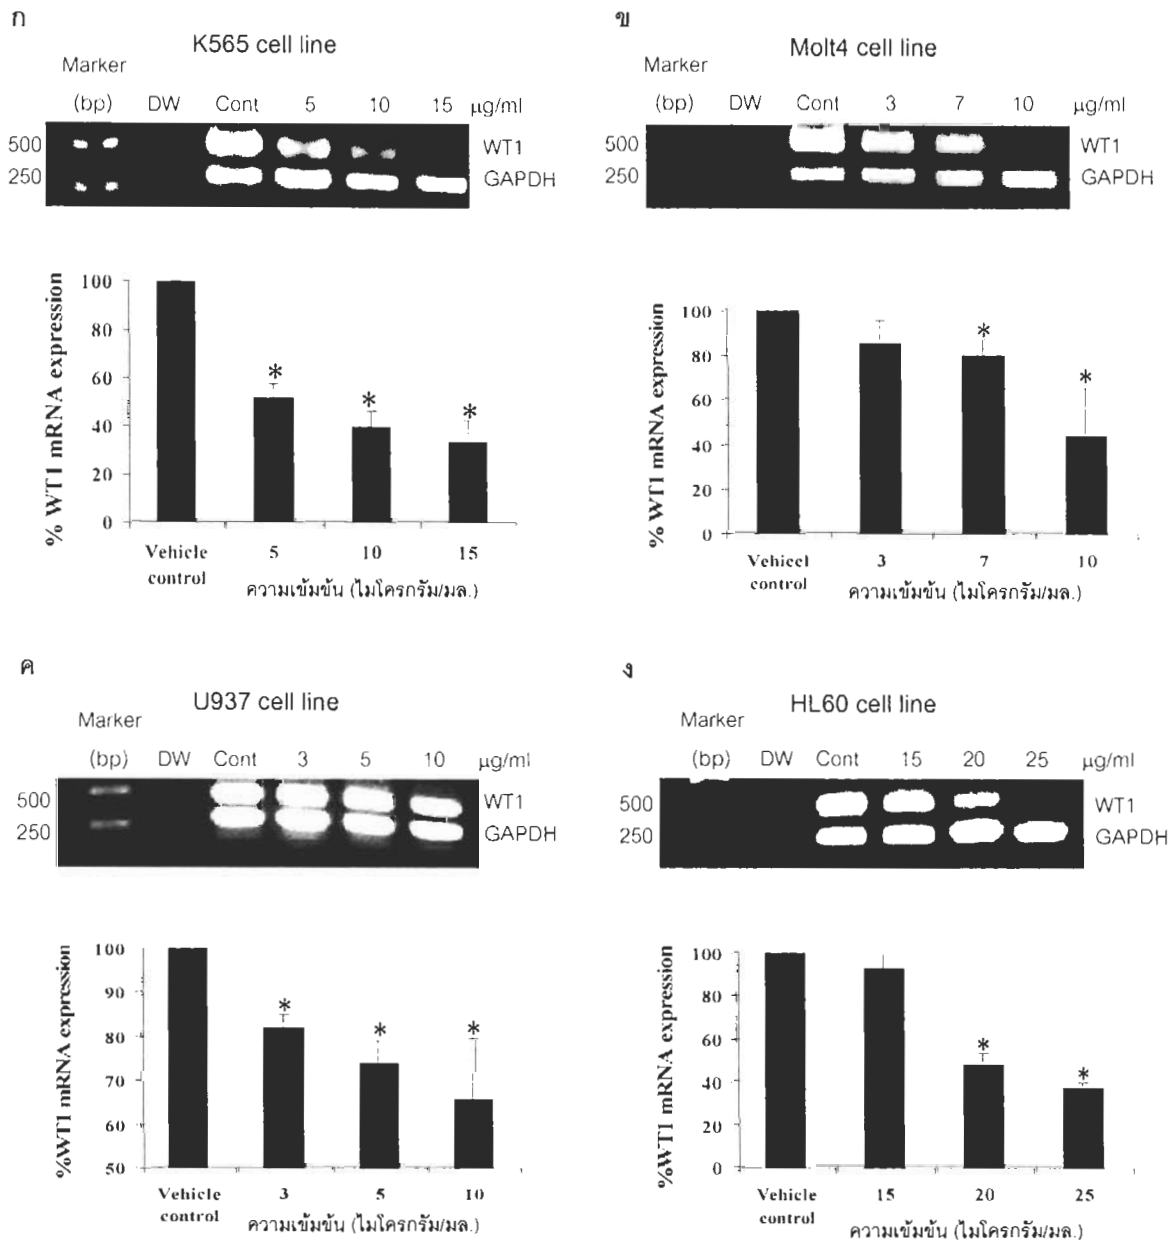 ก
K565 cell line
Marker
(bp) DW Cont 5 10 15 µg/ml
500 WT1
250 GAPDH
% WT1 mRNA expression
100
80
60
40
20
0
* * *
Vehicle control 5 10 15
ความเข้มข้น (ไมโครกรัม/มล.)
ข
Molt4 cell line
Marker
(bp) DW Cont 3 7 10 µg/ml
500 WT1
250 GAPDH
% WT1 mRNA expression
100
80
60
40
20
0
* *
Vehicel control 3 7 10
ความเข้มข้น (ไมโครกรัม/มล.)
ค
U937 cell line
Marker
(bp) DW Cont 3 5 10 µg/ml
500 WT1
250 GAPDH
%WT1 mRNA expression
100
90
80
70
60
50
* * *
Vehicle control 3 5 10
ความเข้มข้น (ไมโครกรัม/มล.)
ง
HL60 cell line
Marker
(bp) DW Cont 15 20 25 µg/ml
500 WT1
250 GAPDH
%WT1 mRNA expression
100
80
60
40
20
0
* *
Vehicle control 15 20 25
ความเข้มข้น (ไมโครกรัม/มล.)